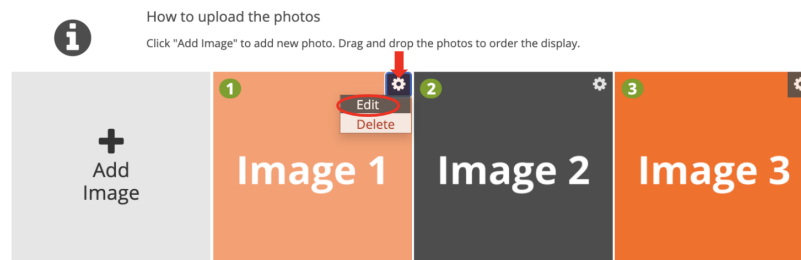 How to upload the photos
Click "Add Image" to add new photo. Drag and drop the photos to order the display.
Add
Image
1
Edit
Delete
Image 1
2
Image 2
3
Image 3